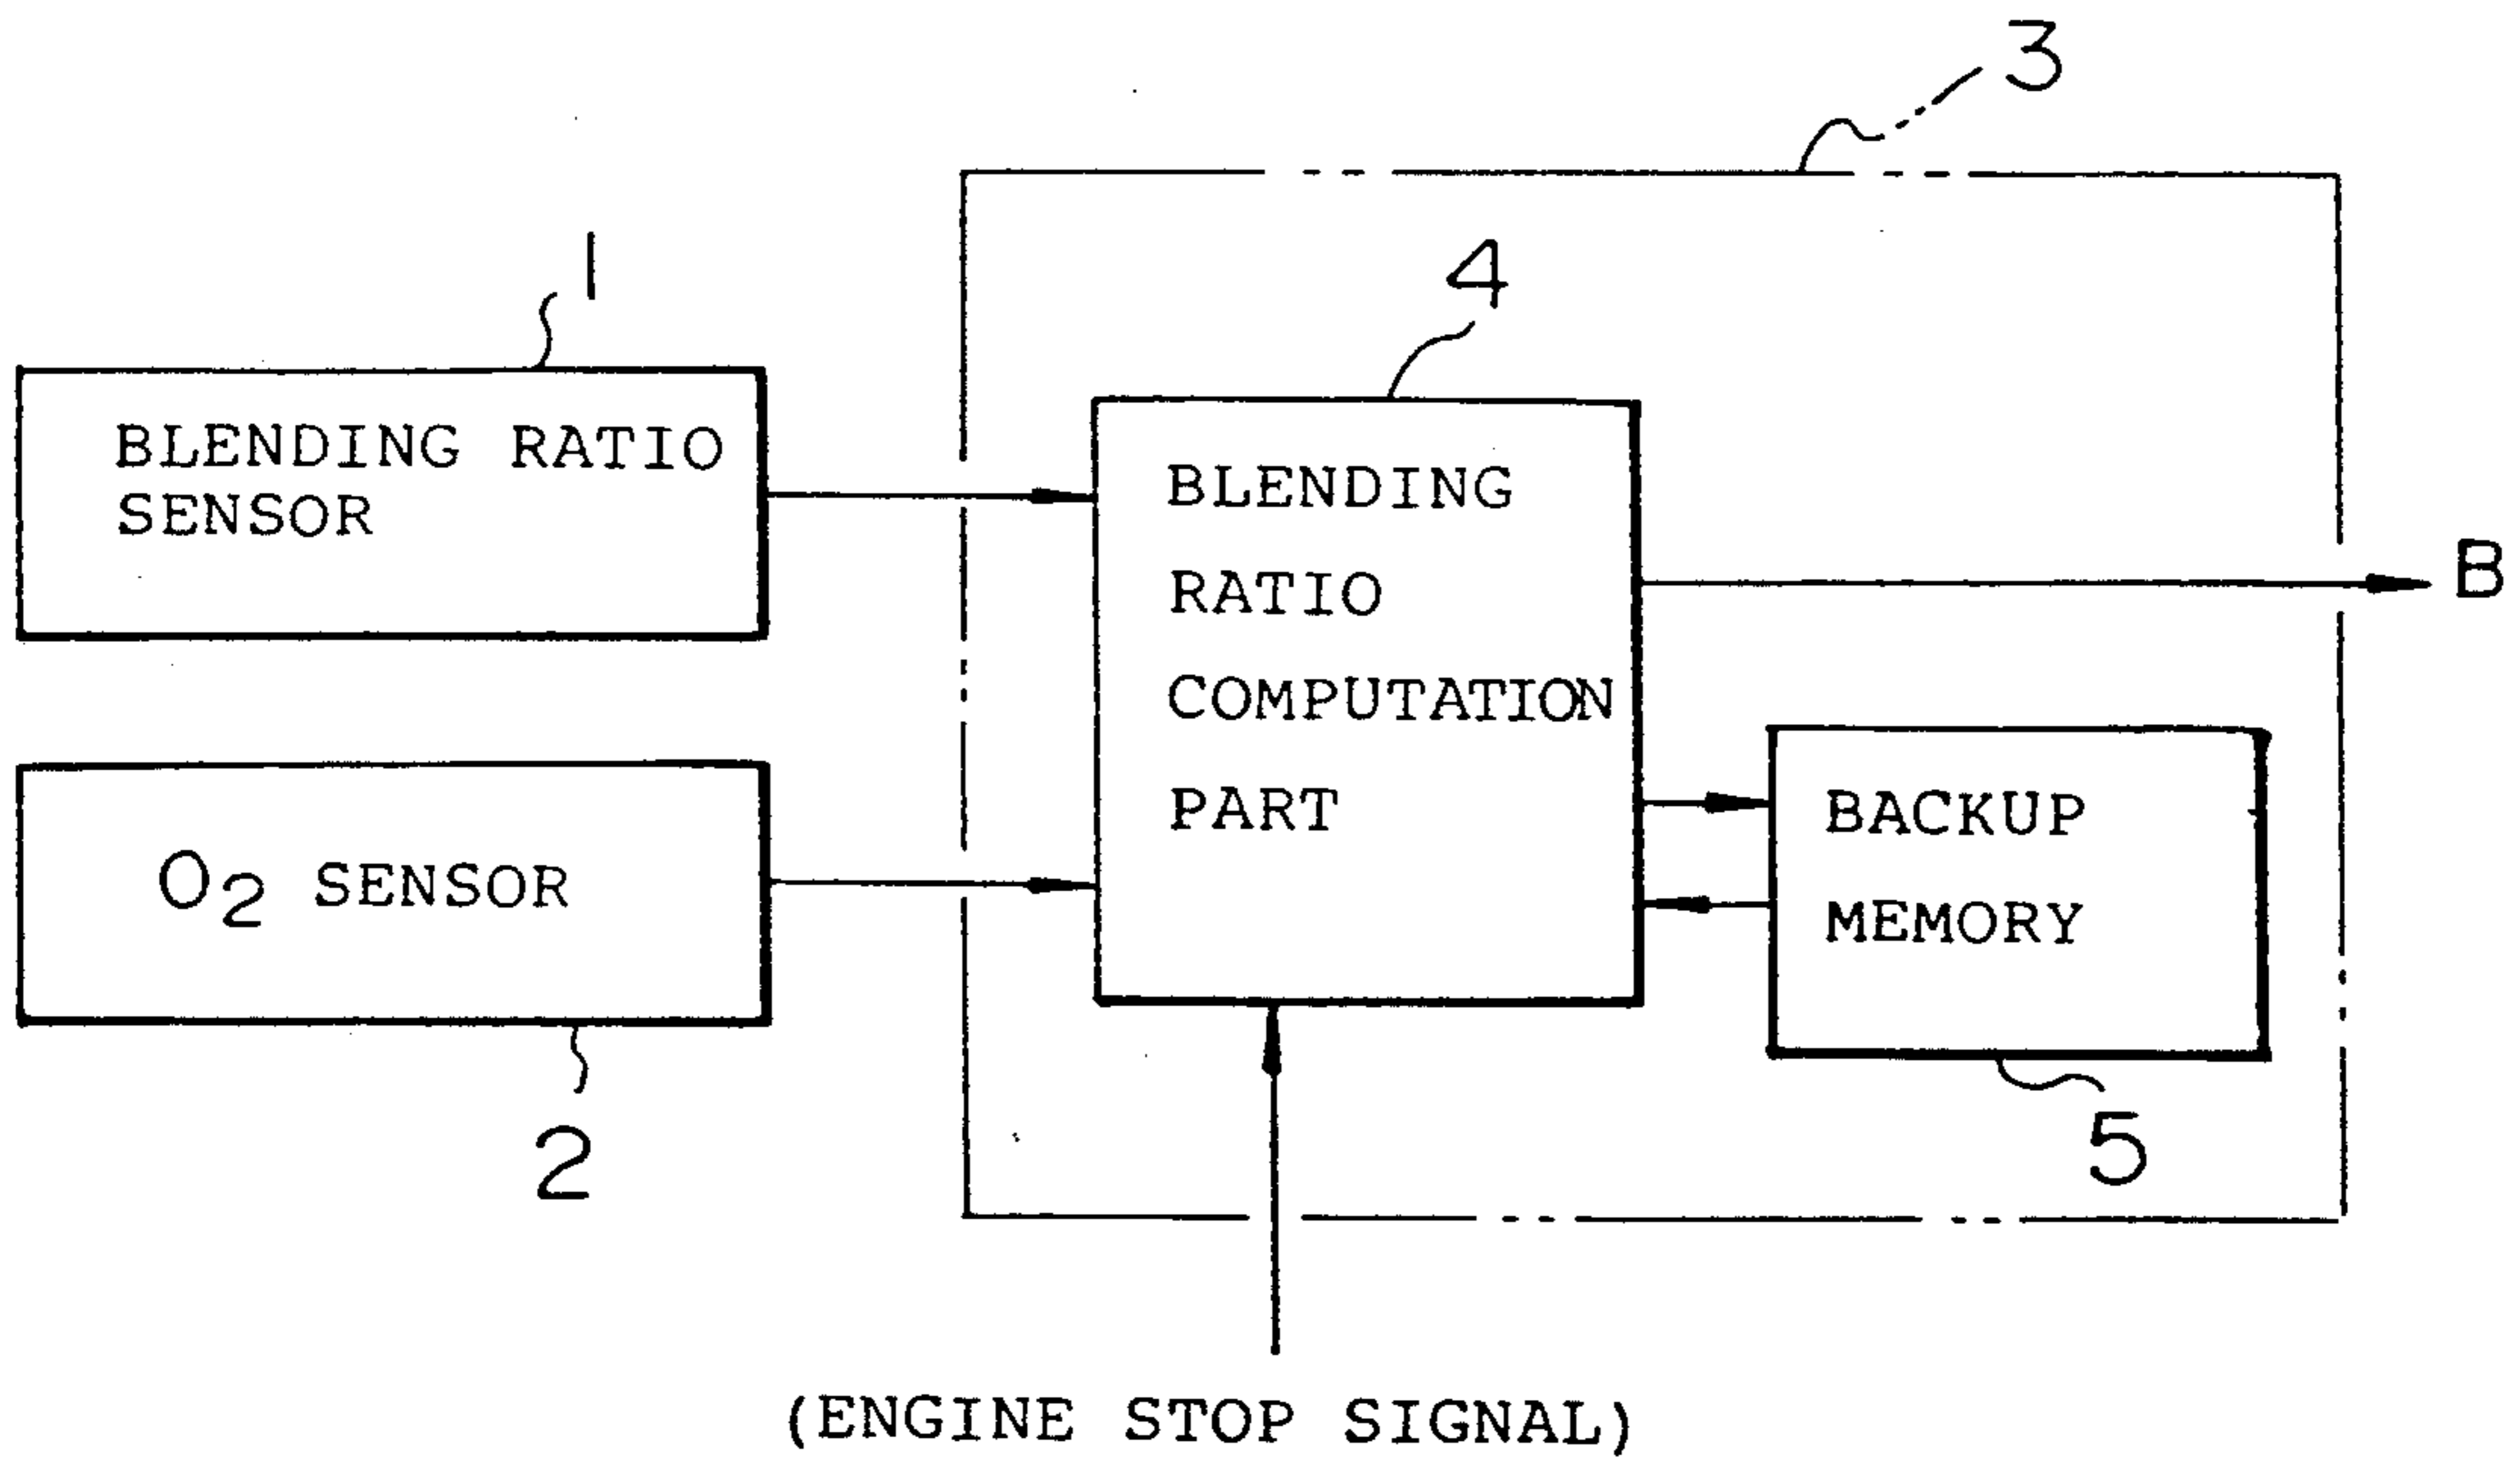 3
1
4
BLENDING RATIO
SENSOR
BLENDING
RATIO
COMPUTATION
PART
B
O2 SENSOR
BACKUP
MEMORY
2
5
(ENGINE STOP SIGNAL)